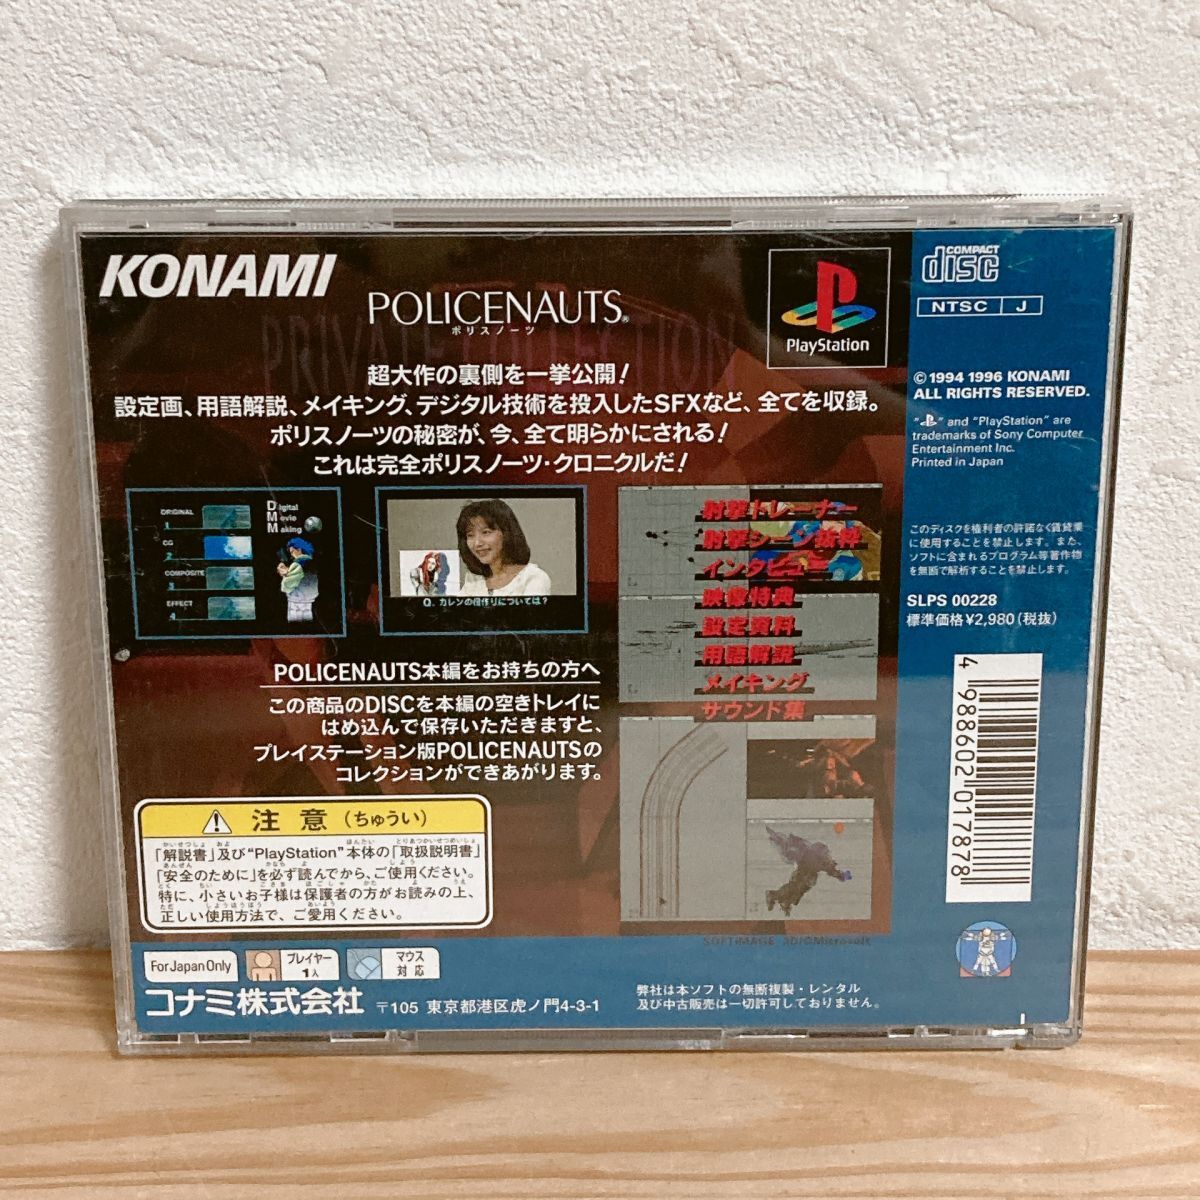 KONAMI
POLICENAUTS®
ポリスノーツ
PRIVATE COLLECTION
PlayStation
COMPACT
disc
NTSC J
超大作の裏側を一挙公開!
設定画、用語解説、メイキング、デジタル技術を投入したSFXなど、全てを収録。
ポリスノーツの秘密が、今、全て明らかにされる!
これは完全ポリスノーツ・クロニクルだ!
© 1994 1996 KONAMI
ALL RIGHTS RESERVED.
" " and "PlayStation" are
trademarks of Sony Computer
Entertainment Inc.
Printed in Japan
このディスクを権利者の許諾なく賃貸業
に使用することを禁止します。また、
ソフトに含まれるプログラム等著作物
を無断で解析することを禁止します。
SLPS 00228
標準価格¥2,980(税抜)
4 988602 017878
ORIGINAL
1
CG
2
COMPOSITE
3
EFFECT
4
Digital
Movie
Making
Q. カレンの役作りについては?
射撃トレーナー
射撃シーン抜粋
インタビュー
映像特典
設定資料
用語解説
メイキング
サウンド集
SOFTIMAGE 3D/©Microsoft
POLICENAUTS本編をお持ちの方へ
この商品のDISCを本編の空きトレイに
はめ込んで保存いただきますと、
プレイステーション版POLICENAUTSの
コレクションができあがります。
注意(ちゅうい)
「解説書」及び"PlayStation"本体の「取扱説明書」
「安全のために」を必ず読んでから、ご使用ください。
特に、小さいお子様は保護者の方がお読みの上、
正しい使用方法で、ご愛用ください。
For Japan Only
プレイヤー
1人
マウス
対応
コナミ株式会社 〒105 東京都港区虎ノ門4-3-1
弊社は本ソフトの無断複製・レンタル
及び中古販売は一切許可しておりません。